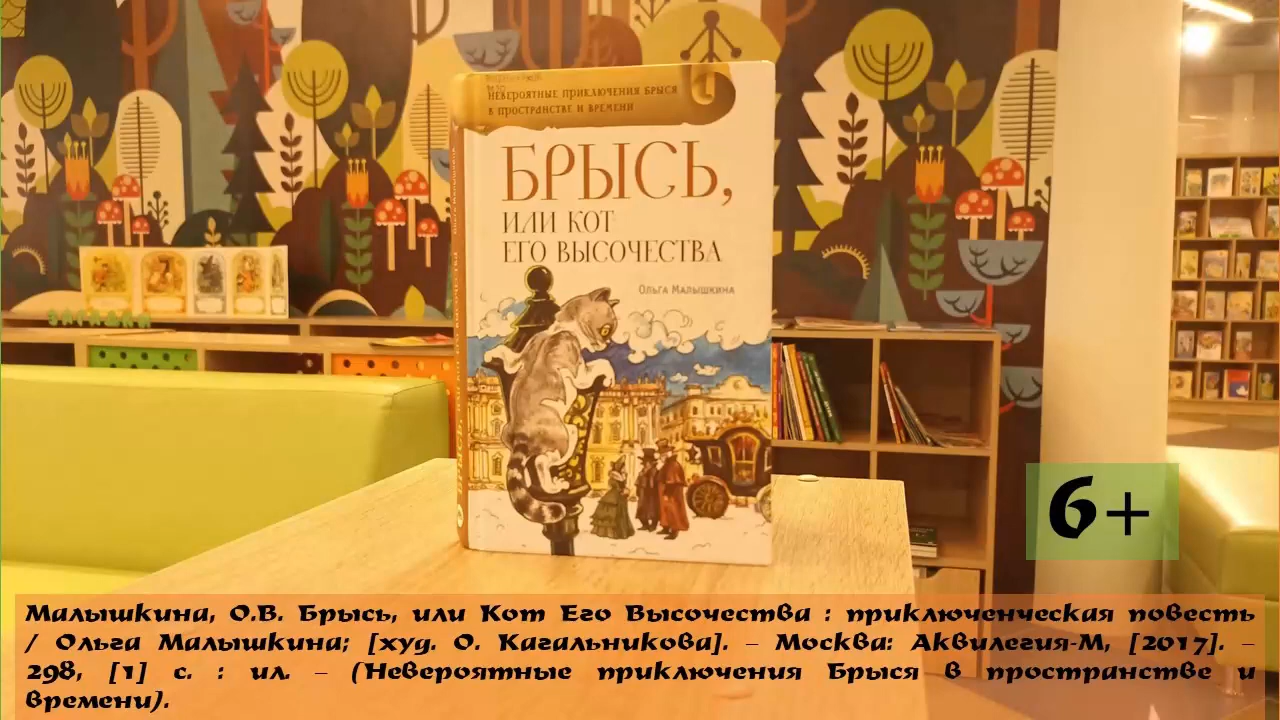 НЕВЕРОЯТНЫЕ ПРИКЛЮЧЕНИЯ БРЫСЯ
В ПРОСТРАНСТВЕ И ВРЕМЕНИ
БРЫСЬ,
ИЛИ КОТ
ЕГО ВЫСОЧЕСТВА
Ольга Малышкина
ЗАГАДКА
6+
Малышкина, О.В. Брысь, или Кот Его Высочества : приключенческая повесть
/ Ольга Малышкина; [худ. О. Кагальникова]. – Москва: Аквилегия-М, [2017]. –
298, [1] с. : ил. – (Невероятные приключения Брыся в пространстве и
времени).